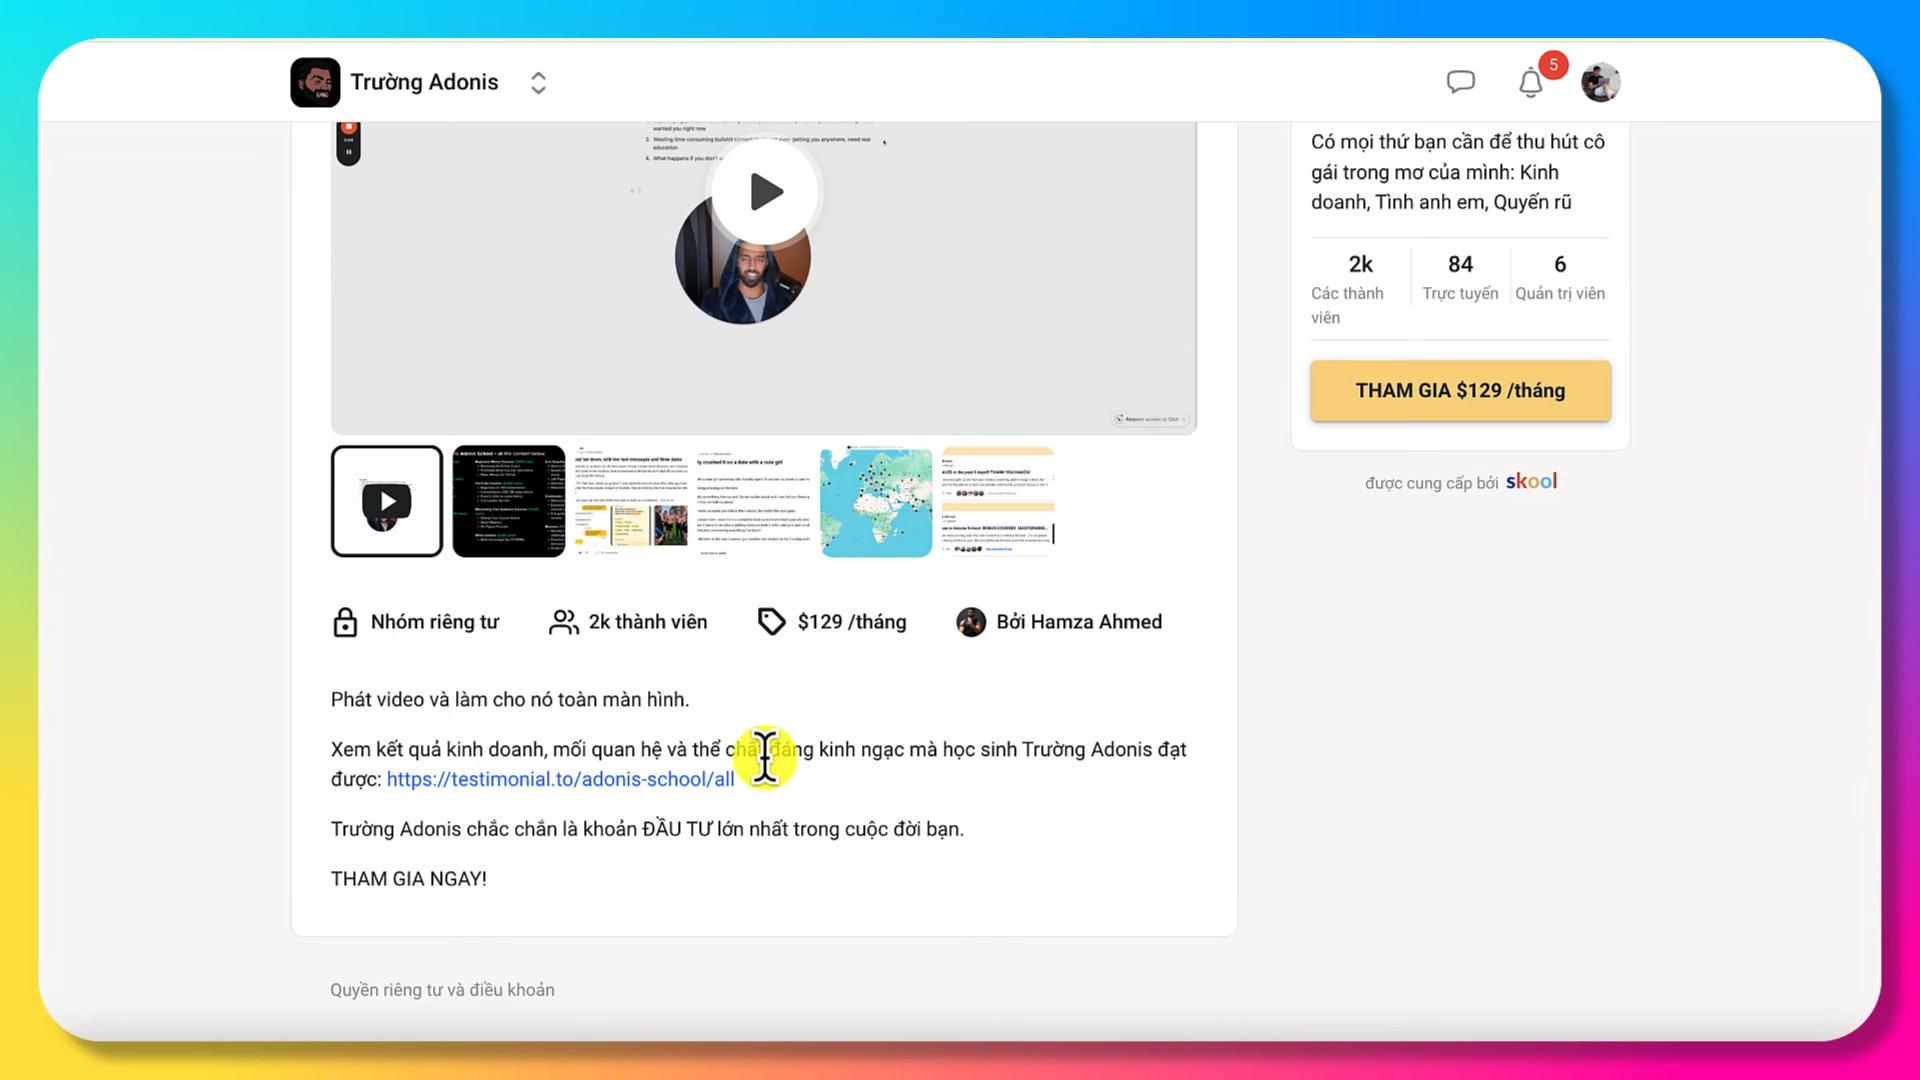 Trường Adonis
5
wanted you right now
education
Có mọi thứ bạn cần để thu hút cô
gái trong mơ của mình: Kinh
doanh, Tình anh em, Quyến rũ
2k
Các thành
viên
84
Trực tuyến
6
Quản trị viên
THAM GIA $129 /tháng
được cung cấp bởi skool
Nhóm riêng tư
2k thành viên
$129 /tháng
Bởi Hamza Ahmed
Phát video và làm cho nó toàn màn hình.
Xem kết quả kinh doanh, mối quan hệ và thể chất đáng kinh ngạc mà học sinh Trường Adonis đạt
được: https://testimonial.to/adonis-school/all
Trường Adonis chắc chắn là khoản ĐẦU TƯ lớn nhất trong cuộc đời bạn.
THAM GIA NGAY!
Quyền riêng tư và điều khoản